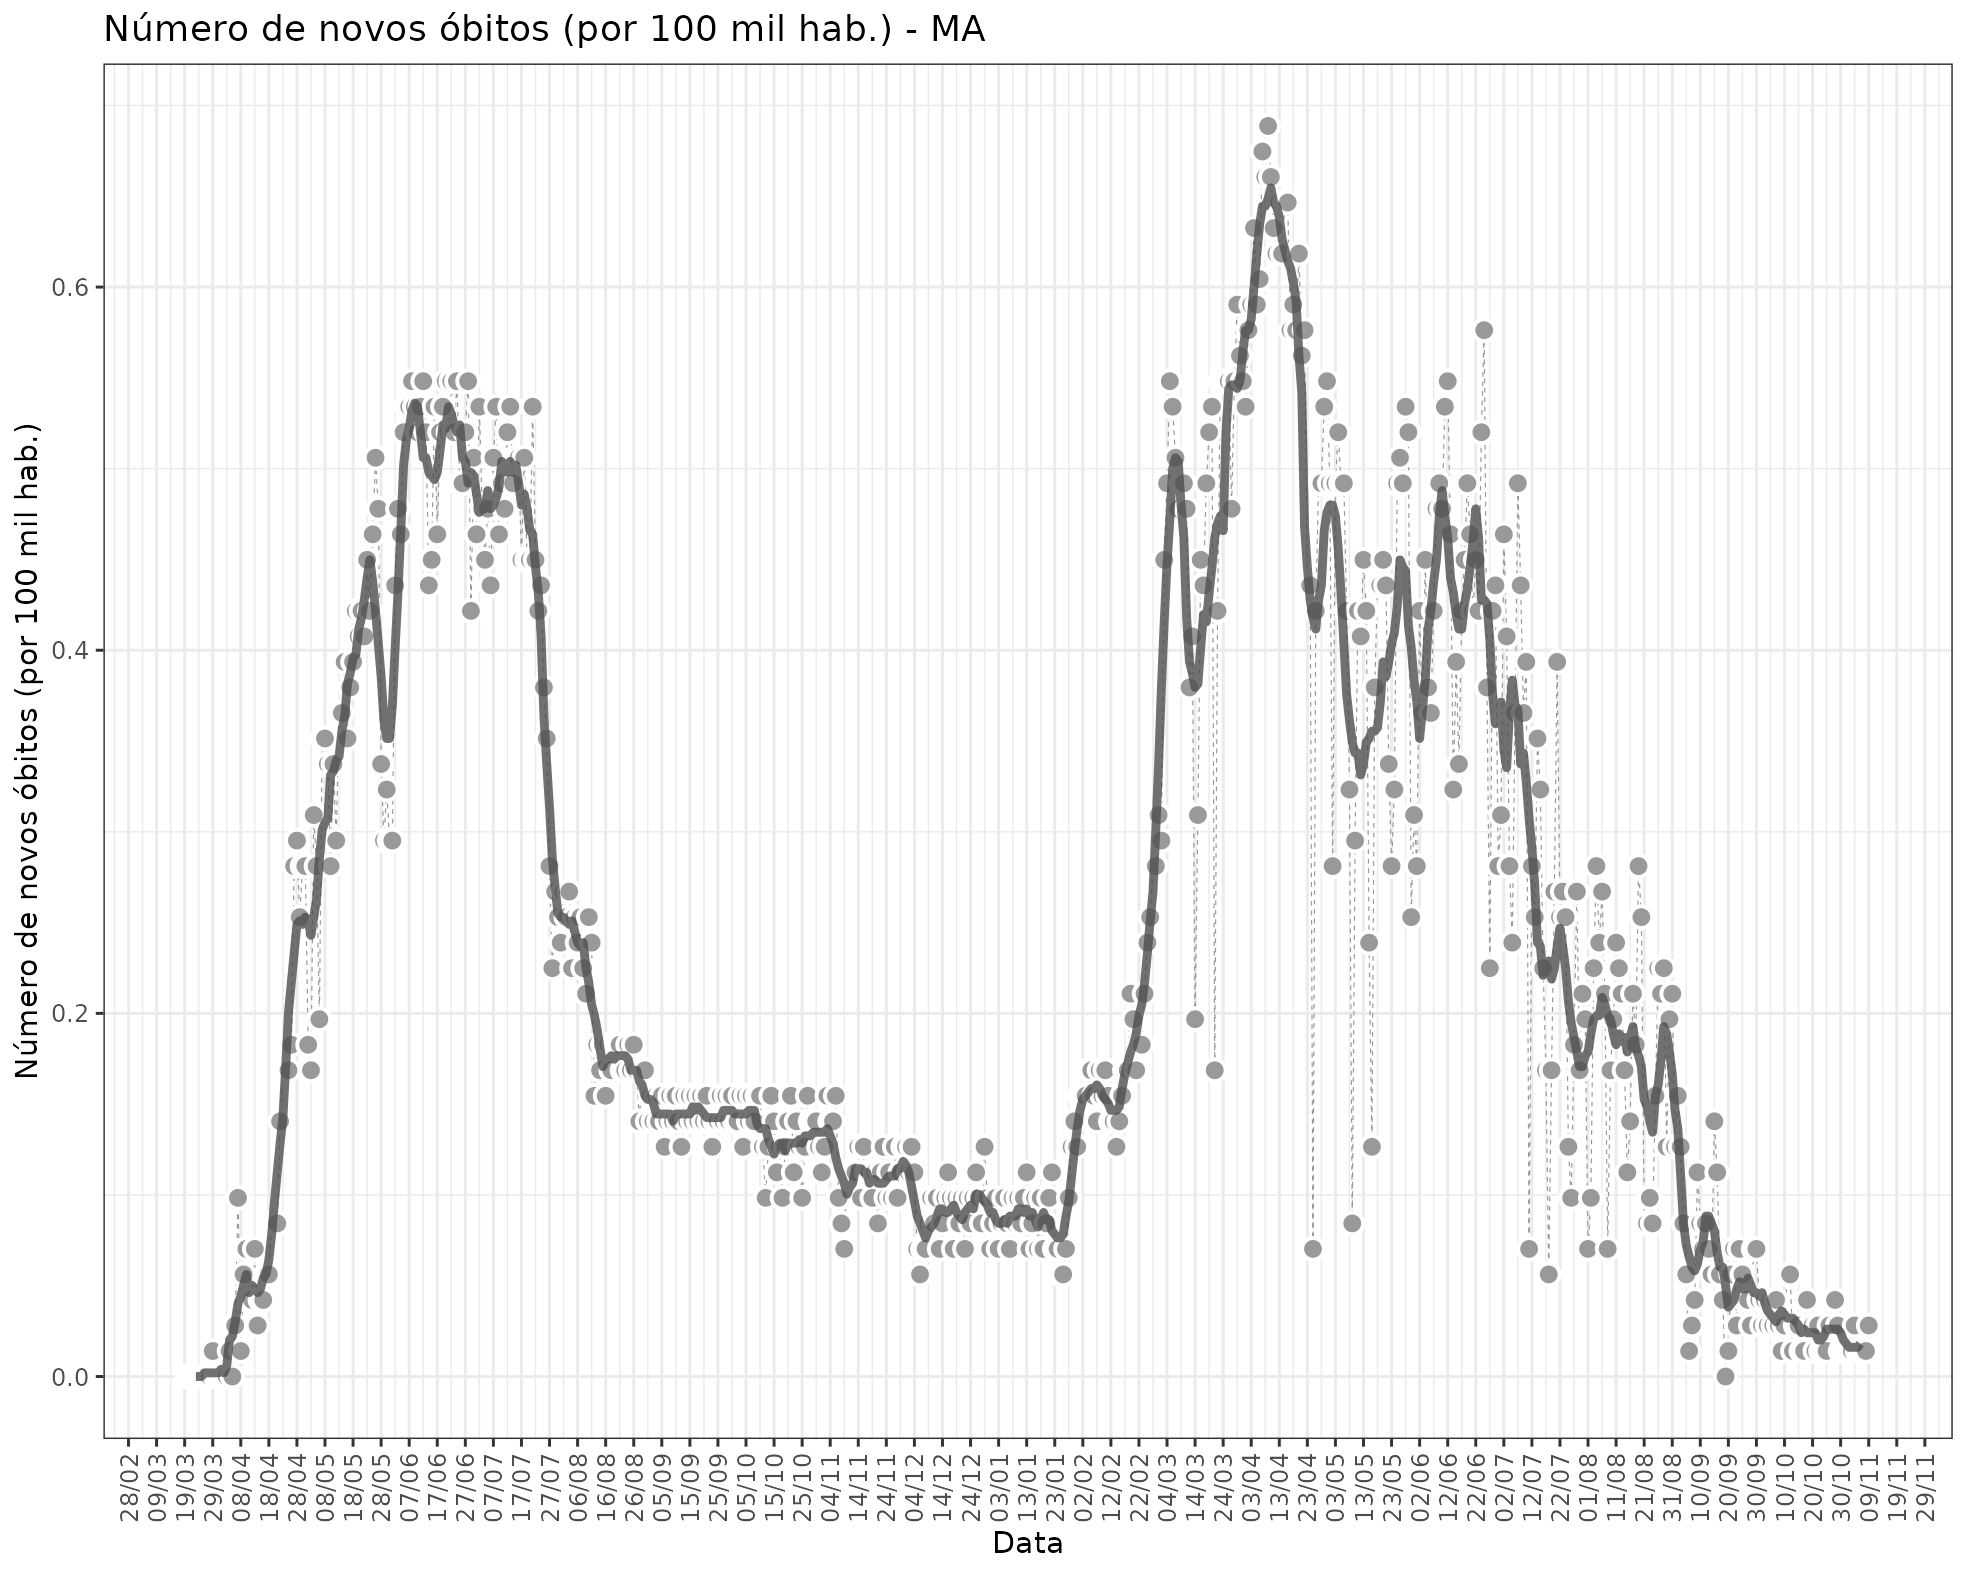 Número de novos óbitos (por 100 mil hab.) - MA
Número de novos óbitos (por 100 mil hab.)
0.6
0.4
0.2
0.0
28/02 09/03 19/03 29/03 08/04 18/04 28/04 08/05 18/05 28/05 07/06 17/06 27/06 07/07 17/07 27/07 06/08 16/08 26/08 05/09 15/09 25/09 05/10 15/10 25/10 04/11 14/11 24/11 04/12 14/12 24/12 03/01 13/01 23/01 02/02 12/02 22/02 04/03 14/03 24/03 03/04 13/04 23/04 03/05 13/05 23/05 02/06 12/06 22/06 02/07 12/07 22/07 01/08 11/08 21/08 31/08 10/09 20/09 30/09 10/10 20/10 30/10 09/11 19/11 29/11
Data